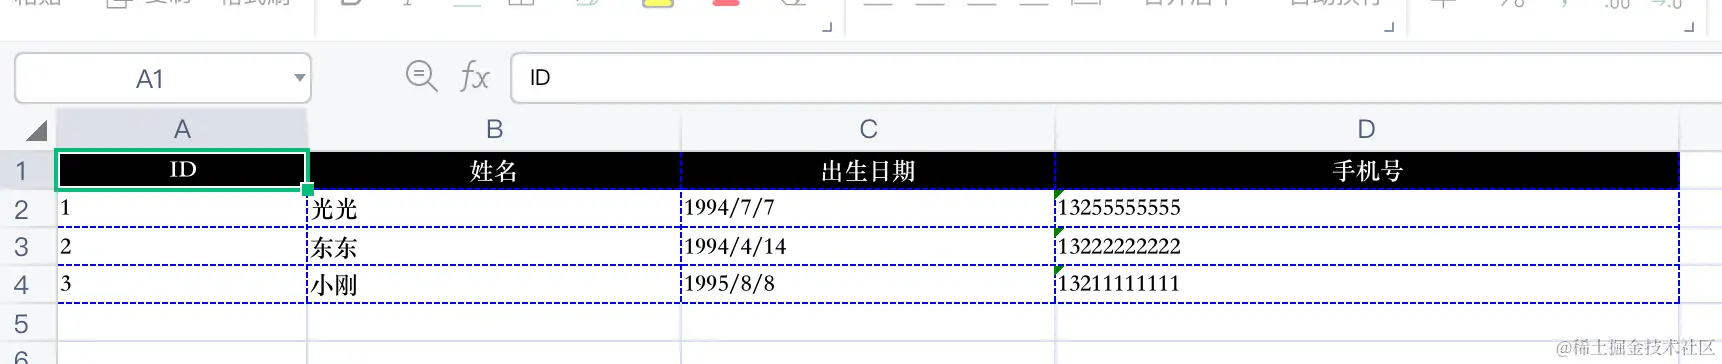 A1 fx ID
A B C D
1 ID 姓名 出生日期 手机号
2 1 光光 1994/7/7 13255555555
3 2 东东 1994/4/14 13222222222
4 3 小刚 1995/8/8 13211111111
5
6
@稀土掘金技术社区